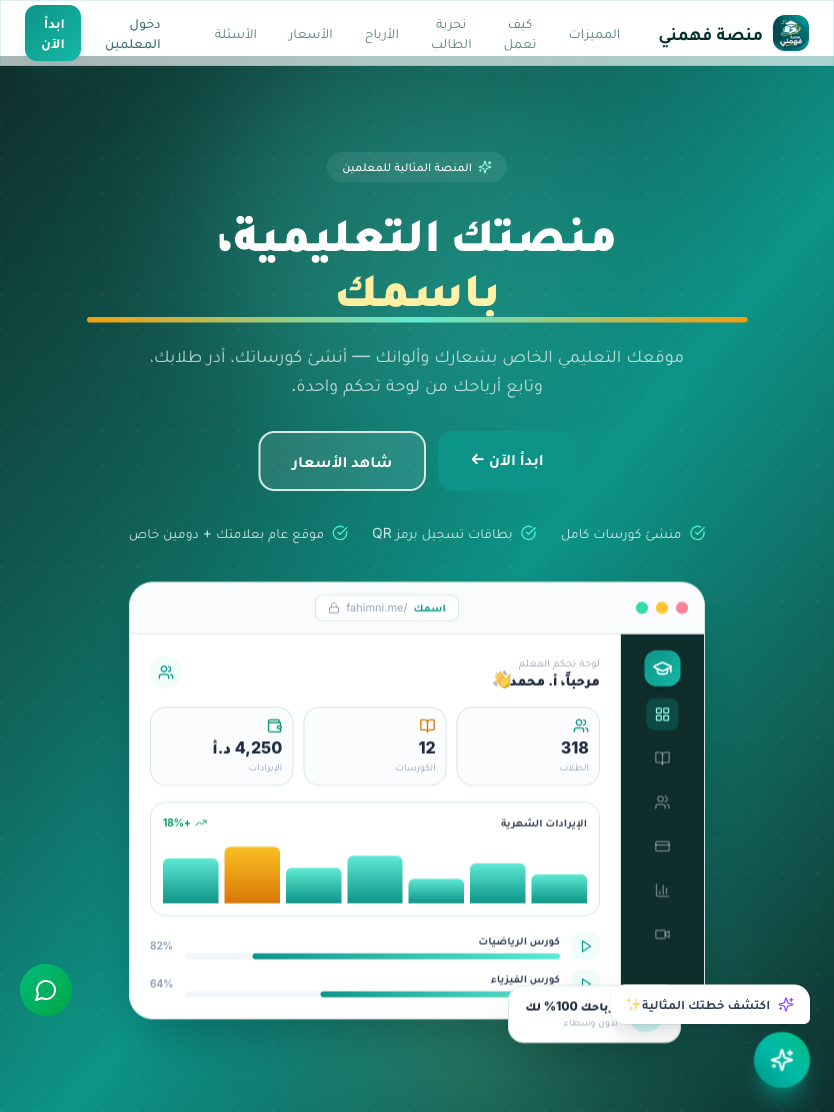 منصة فهمني
المميزات
كيف
تعمل
تجربة
الطالب
الأرباح
الأسعار
الأسئلة
دخول
المعلمين
ابدأ
الآن
المنصة المثالية للمعلمين
منصتك التعليمية،
باسمك
موقعك التعليمي الخاص بشعارك وألوانك — أنشئ كورساتك، أدر طلابك،
وتابع أرباحك من لوحة تحكم واحدة.
ابدأ الآن ←
شاهد الأسعار
منشئ كورسات كامل
بطاقات تسجيل برمز QR
موقع عام بعلامتك + دومين خاص
fahimni.me/ اسمك
لوحة تحكم المعلم
مرحباً، أ. محمد👋
318
الطلاب
12
الكورسات
4,250 د.أ
الإيرادات
الإيرادات الشهرية
+18%
كورس الرياضيات
82%
كورس الفيزياء
64%
100% لك
بدون وسطاء
اكتشف خطتك المثالية✨